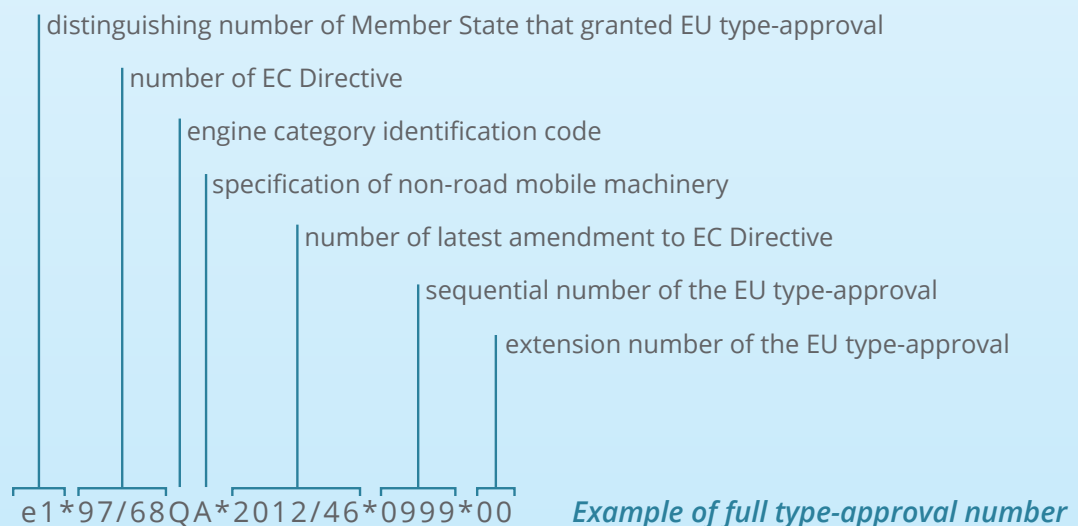 distinguishing number of Member State that granted EU type-approval
number of EC Directive
engine category identification code
specification of non-road mobile machinery
number of latest amendment to EC Directive
sequential number of the EU type-approval
extension number of the EU type-approval
e1*97/68QA*2012/46*0999*00 Example of full type-approval number